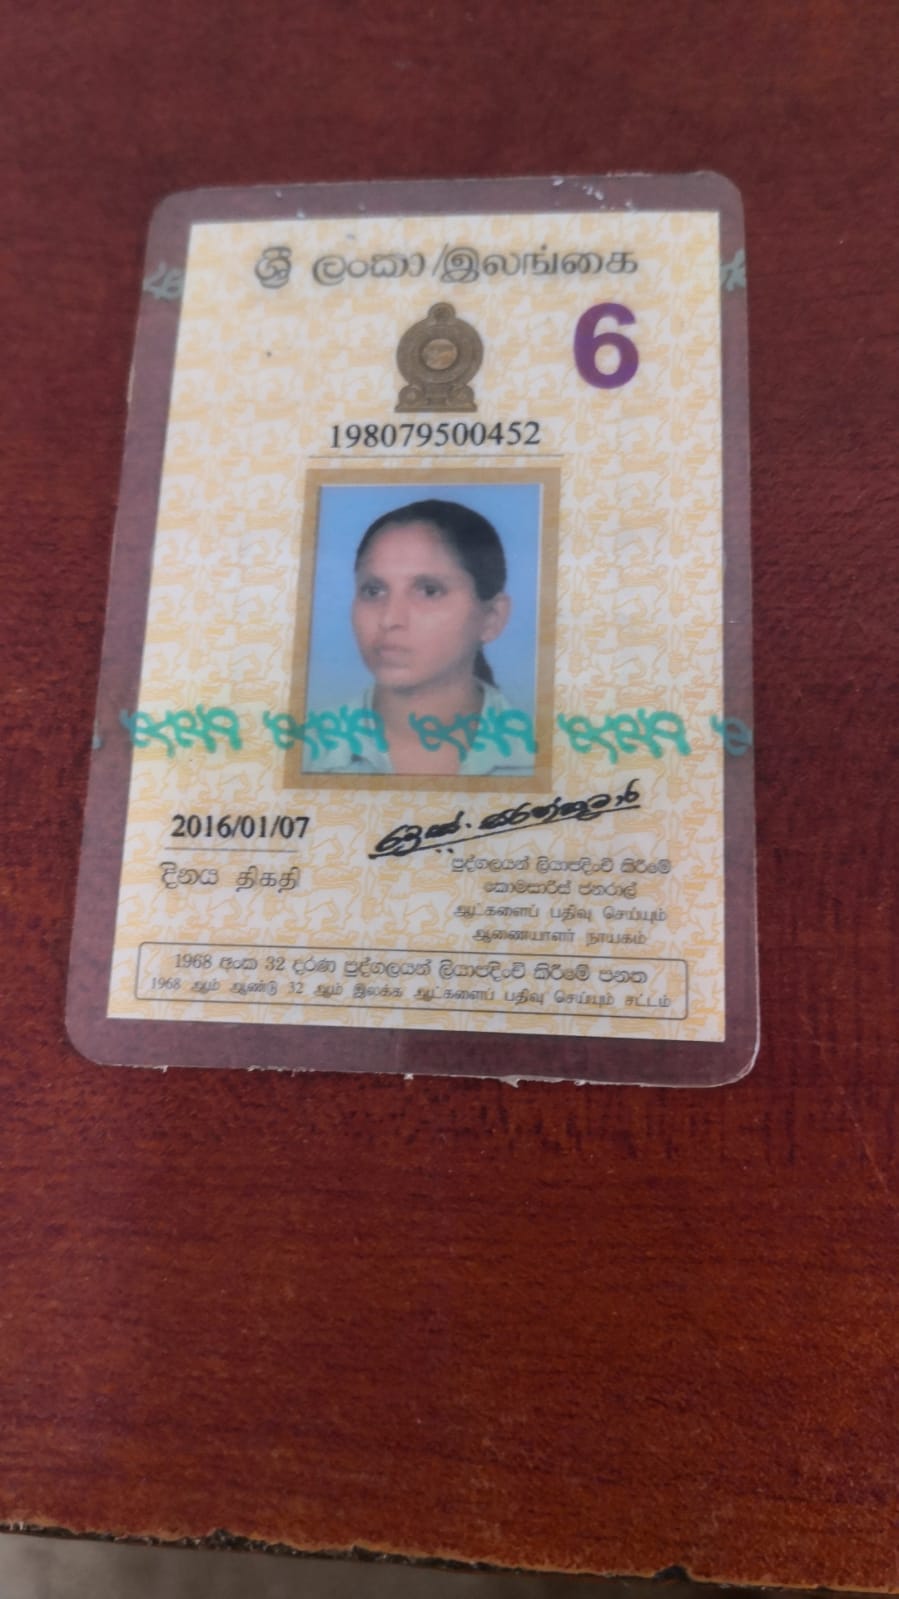 ශ්‍රී ලංකා/இலங்கை
6
198079500452
2016/01/07
දිනය திகதி
පුද්ගලයන් ලියාපදිංචි කිරීමේ
කොමසාරිස් ජනරාල්
ஆட்களைப் பதிவு செய்யும்
ஆணையாளர் நாயகம்
1968 අංක 32 දරණ පුද්ගලයන් ලියාපදිංචි කිරීමේ පනත
1968 ஆம் ஆண்டு 32 ஆம் இலக்க ஆட்களைப் பதிவு செய்யும் சட்டம்